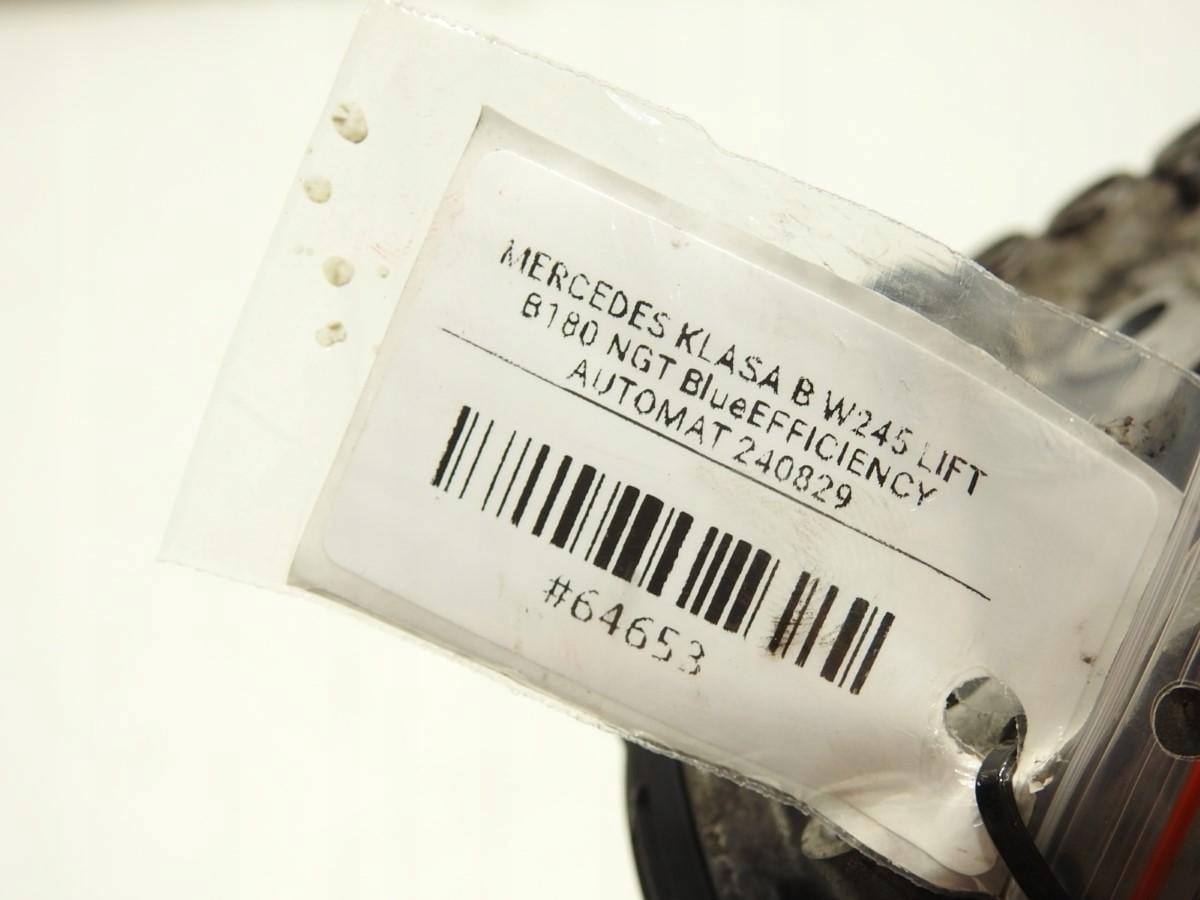 MERCEDES KLASA B W245 LIFT
B180 NGT BlueEFFICIENCY
AUTOMAT 240829
#64653